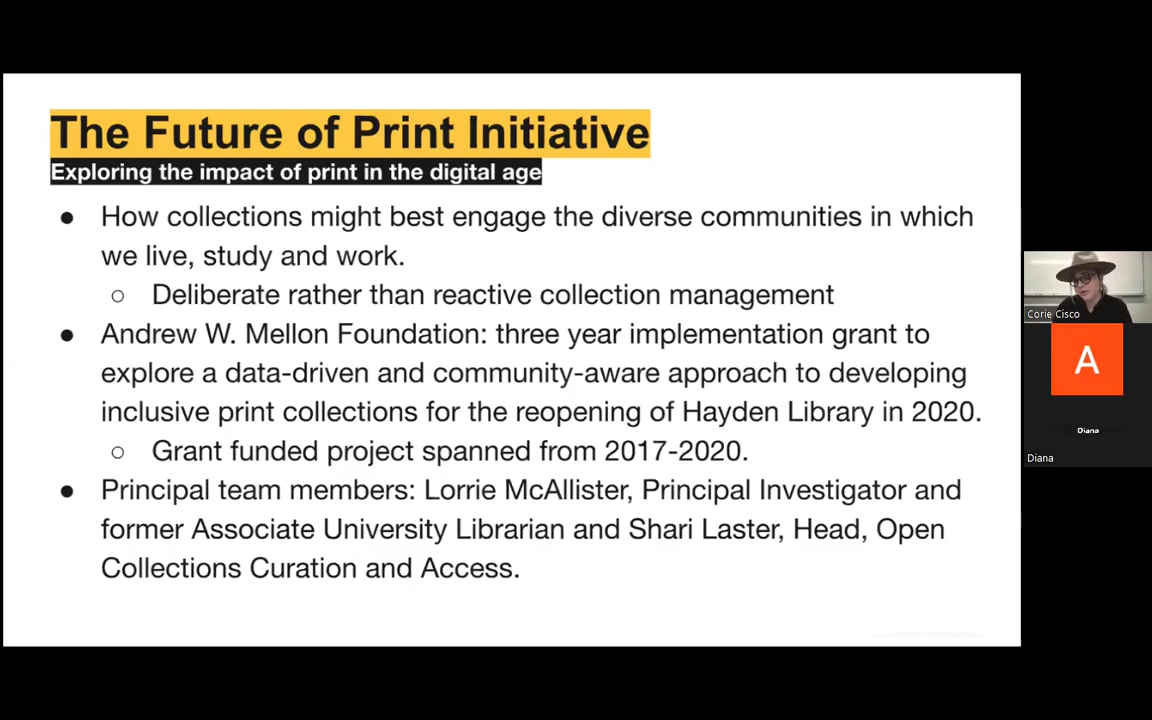 The Future of Print Initiative
Exploring the impact of print in the digital age
● How collections might best engage the diverse communities in which
we live, study and work.
○ Deliberate rather than reactive collection management
● Andrew W. Mellon Foundation: three year implementation grant to
explore a data-driven and community-aware approach to developing
inclusive print collections for the reopening of Hayden Library in 2020.
○ Grant funded project spanned from 2017-2020.
● Principal team members: Lorrie McAllister, Principal Investigator and
former Associate University Librarian and Shari Laster, Head, Open
Collections Curation and Access.
Corie Cisco
A
Diana
Diana